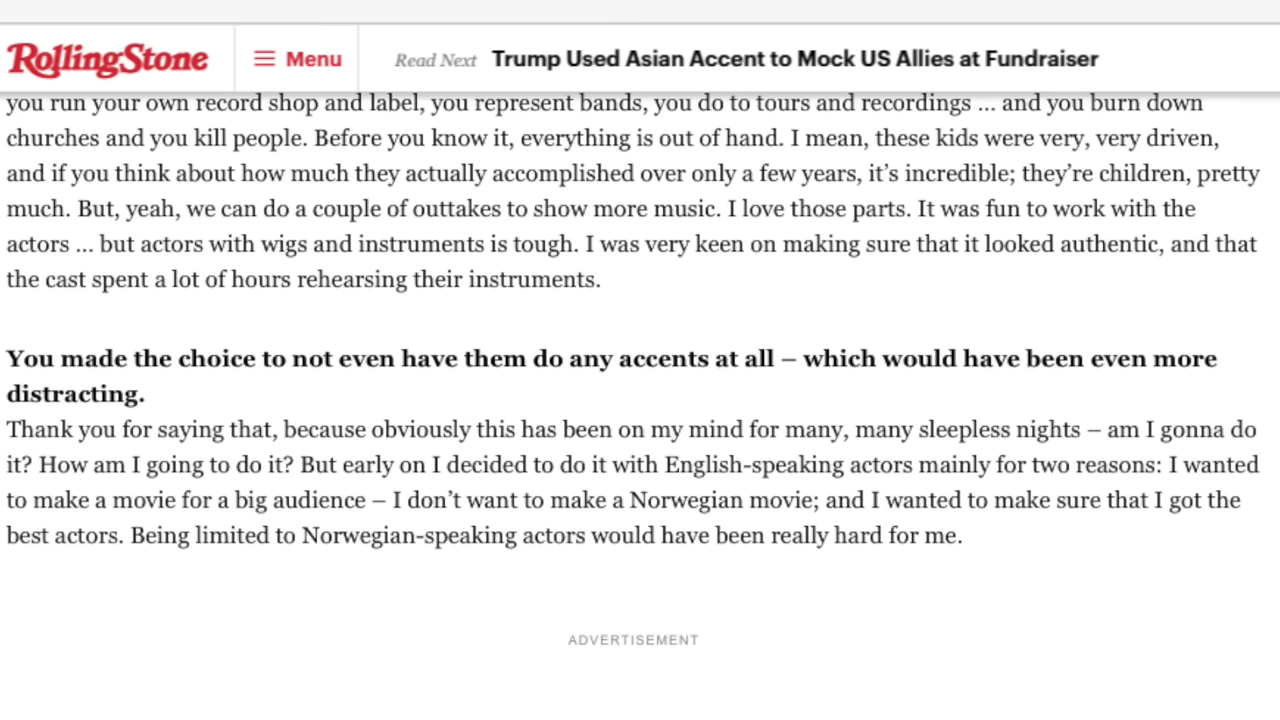 RollingStone
Menu
Read Next Trump Used Asian Accent to Mock US Allies at Fundraiser
you run your own record shop and label, you represent bands, you do to tours and recordings … and you burn down
churches and you kill people. Before you know it, everything is out of hand. I mean, these kids were very, very driven,
and if you think about how much they actually accomplished over only a few years, it’s incredible; they’re children, pretty
much. But, yeah, we can do a couple of outtakes to show more music. I love those parts. It was fun to work with the
actors … but actors with wigs and instruments is tough. I was very keen on making sure that it looked authentic, and that
the cast spent a lot of hours rehearsing their instruments.
You made the choice to not even have them do any accents at all – which would have been even more
distracting.
Thank you for saying that, because obviously this has been on my mind for many, many sleepless nights – am I gonna do
it? How am I going to do it? But early on I decided to do it with English-speaking actors mainly for two reasons: I wanted
to make a movie for a big audience – I don’t want to make a Norwegian movie; and I wanted to make sure that I got the
best actors. Being limited to Norwegian-speaking actors would have been really hard for me.
ADVERTISEMENT